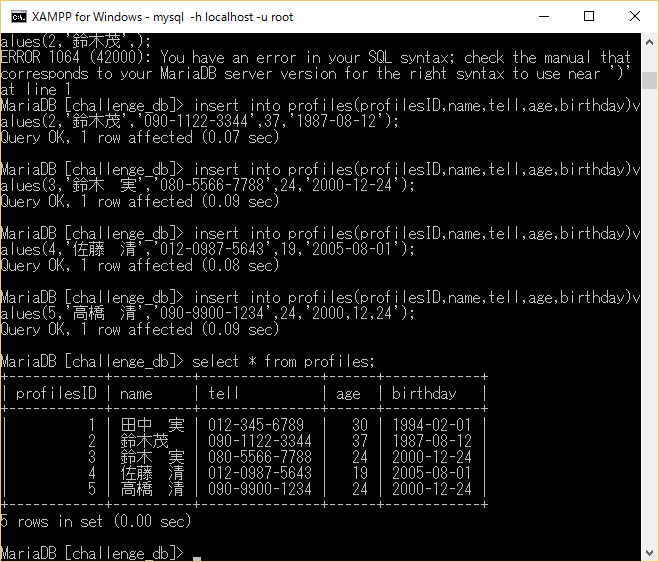 XAMPP for Windows - mysql  -h localhost -u root
alues(2,'鈴木茂',);
ERROR 1064 (42000): You have an error in your SQL syntax; check the manual that
corresponds to your MariaDB server version for the right syntax to use near ')'
at line 1
MariaDB [challenge_db]> insert into profiles(profilesID,name,tell,age,birthday)v
alues(2,'鈴木茂','090-1122-3344',37,'1987-08-12');
Query OK, 1 row affected (0.07 sec)

MariaDB [challenge_db]> insert into profiles(profilesID,name,tell,age,birthday)v
alues(3,'鈴木　実','080-5566-7788',24,'2000-12-24');
Query OK, 1 row affected (0.09 sec)

MariaDB [challenge_db]> insert into profiles(profilesID,name,tell,age,birthday)v
alues(4,'佐藤　清','012-0987-5643',19,'2005-08-01');
Query OK, 1 row affected (0.08 sec)

MariaDB [challenge_db]> insert into profiles(profilesID,name,tell,age,birthday)v
alues(5,'高橋　清','090-9900-1234',24,'2000,12,24');
Query OK, 1 row affected (0.09 sec)

MariaDB [challenge_db]> select * from profiles;
+------------+-----------+---------------+------+------------+
| profilesID | name      | tell          | age  | birthday   |
+------------+-----------+---------------+------+------------+
|          1 | 田中　実  | 012-345-6789  |   30 | 1994-02-01 |
|          2 | 鈴木茂    | 090-1122-3344 |   37 | 1987-08-12 |
|          3 | 鈴木　実  | 080-5566-7788 |   24 | 2000-12-24 |
|          4 | 佐藤　清  | 012-0987-5643 |   19 | 2005-08-01 |
|          5 | 高橋　清  | 090-9900-1234 |   24 | 2000-12-24 |
+------------+-----------+---------------+------+------------+
5 rows in set (0.00 sec)

MariaDB [challenge_db]> _